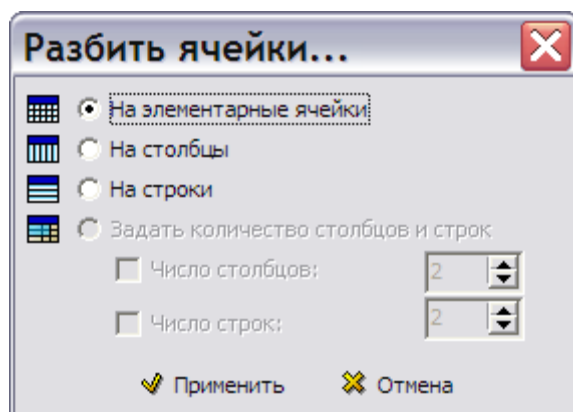 Разбить ячейки...
На элементарные ячейки
На столбцы
На строки
Задать количество столбцов и строк
Число столбцов: 2
Число строк: 2
Применить Отмена